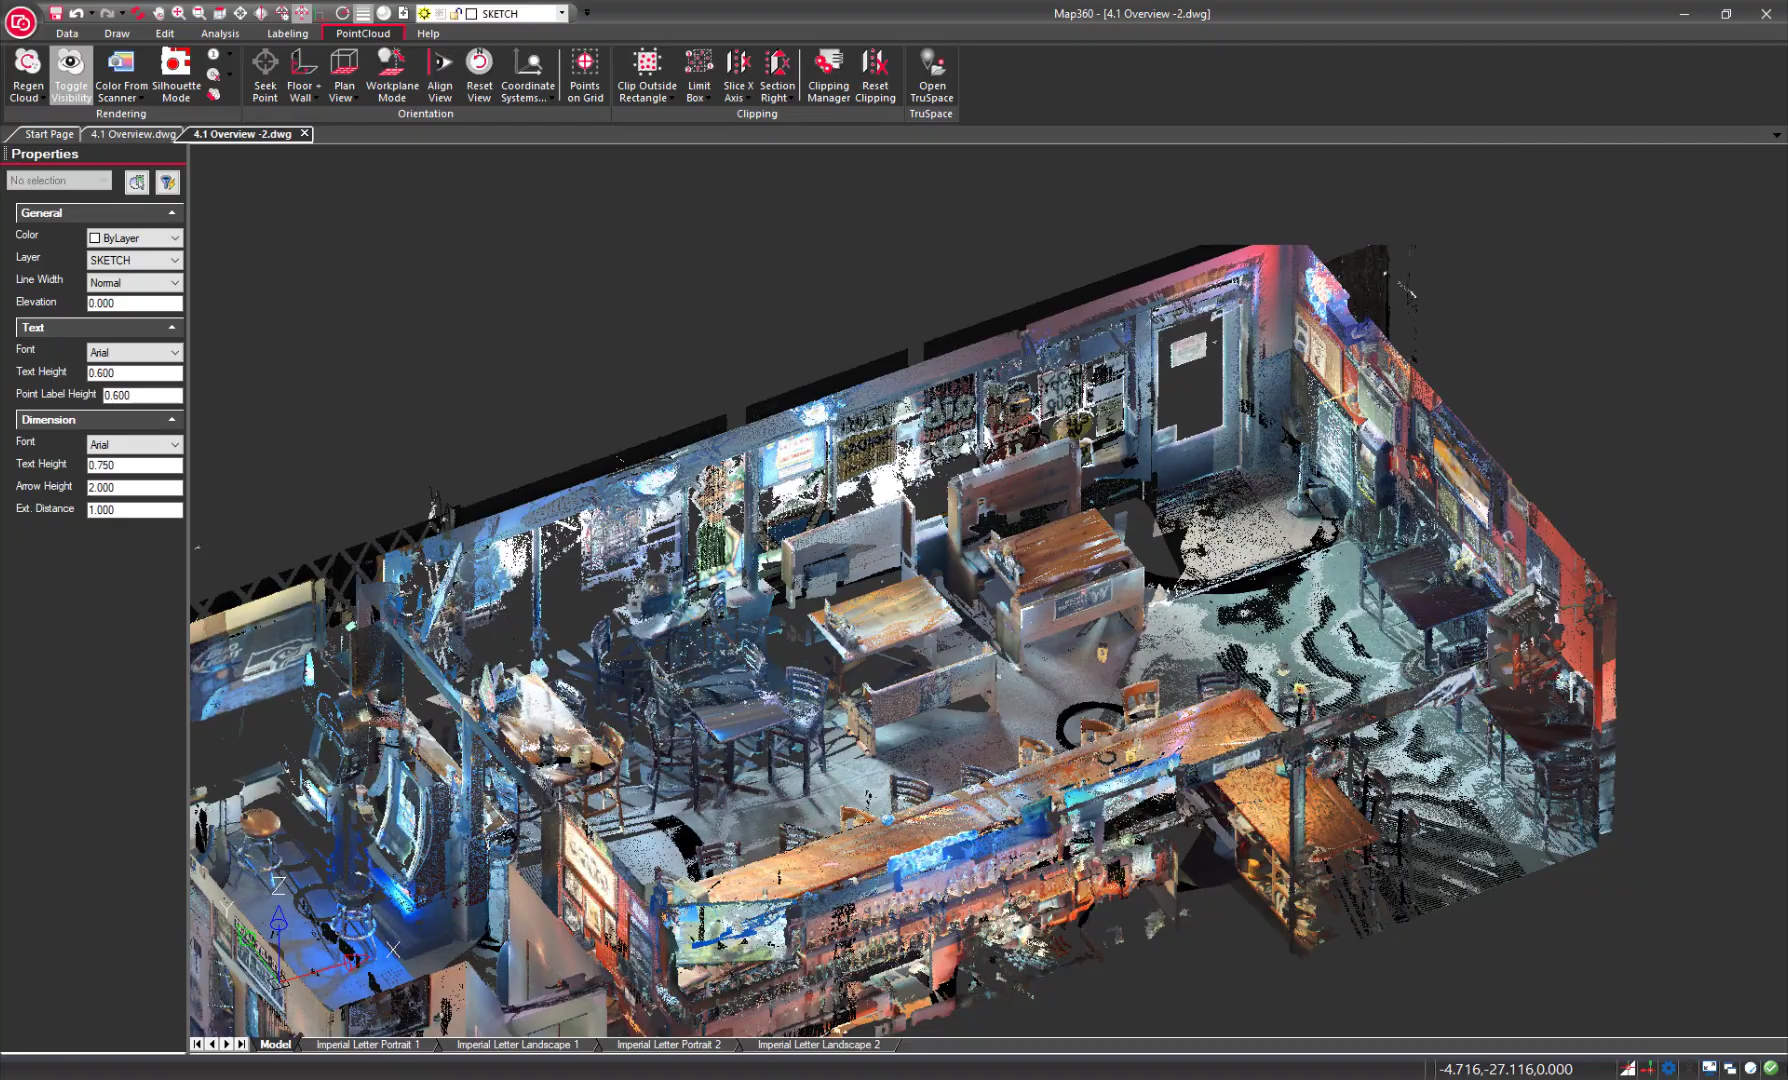 SKETCH
Map360 - [4.1 Overview -2.dwg]
Data Draw Edit Analysis Labeling PointCloud Help
Regen Cloud
Toggle Visibility
Color From Scanner
Silhouette Mode
Seek Point
Floor + Wall
Plan View
Workplane Mode
Align View
Reset View
Coordinate Systems...
Points on Grid
Clip Outside Rectangle
Limit Box
Slice X Axis
Section Right
Clipping Manager
Reset Clipping
Open TruSpace
Rendering Orientation Clipping TruSpace
Start Page 4.1 Overview.dwg 4.1 Overview -2.dwg
Properties
No selection
General
Color ByLayer
Layer SKETCH
Line Width Normal
Elevation 0.000
Text
Font Arial
Text Height 0.600
Point Label Height 0.600
Dimension
Font Arial
Text Height 0.750
Arrow Height 2.000
Ext. Distance 1.000
Z
Y
X
Model Imperial Letter Portrait 1 Imperial Letter Landscape 1 Imperial Letter Portrait 2 Imperial Letter Landscape 2
-4.716,-27.116,0.000